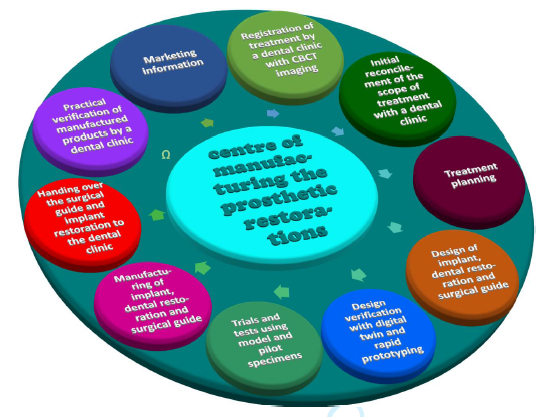 Registration of
treatment by
a dental clinic
with CBCT
imaging
Initial
reconcile-
ment of the
scope of
treatment
with a dental
clinic
Treatment
planning
Design of
implant,
dental resto-
ration and
surgical guide
Design
verification
with digital
twin and
rapid
prototyping
Trials and
tests using
model and
pilot
specimens
Manufactu-
ring of
implant,
dental resto-
ration and
surgical guide
Handing over
the surgical
guide and
implant
restoration to
the dental
clinic
Practical
verification of
manufactured
products by a
dental clinic
Marketing
information
Ω
centre of
manufac-
turing the
prosthetic
restora-
tions